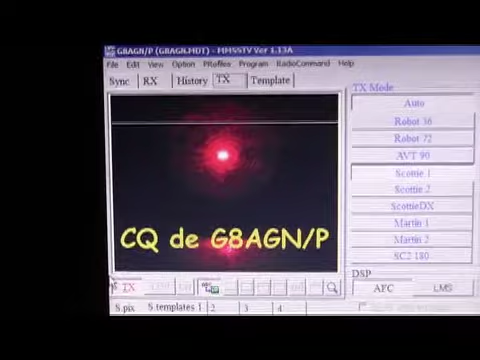 G8AGN/P (G8AGN.MDT) - MMSSTV Ver 1.13A
File Edit View Option Profiles Program RadioCommand Help
Sync RX History TX Template
TX Mode
Auto
Robot 36
Robot 72
AVT 90
Scottie 1
Scottie 2
ScottieDX
Martin 1
Martin 2
SC2 180
CQ de G8AGN/P
DSP
TX
AFC LMS
S.pix S.templates 1 2 3 4